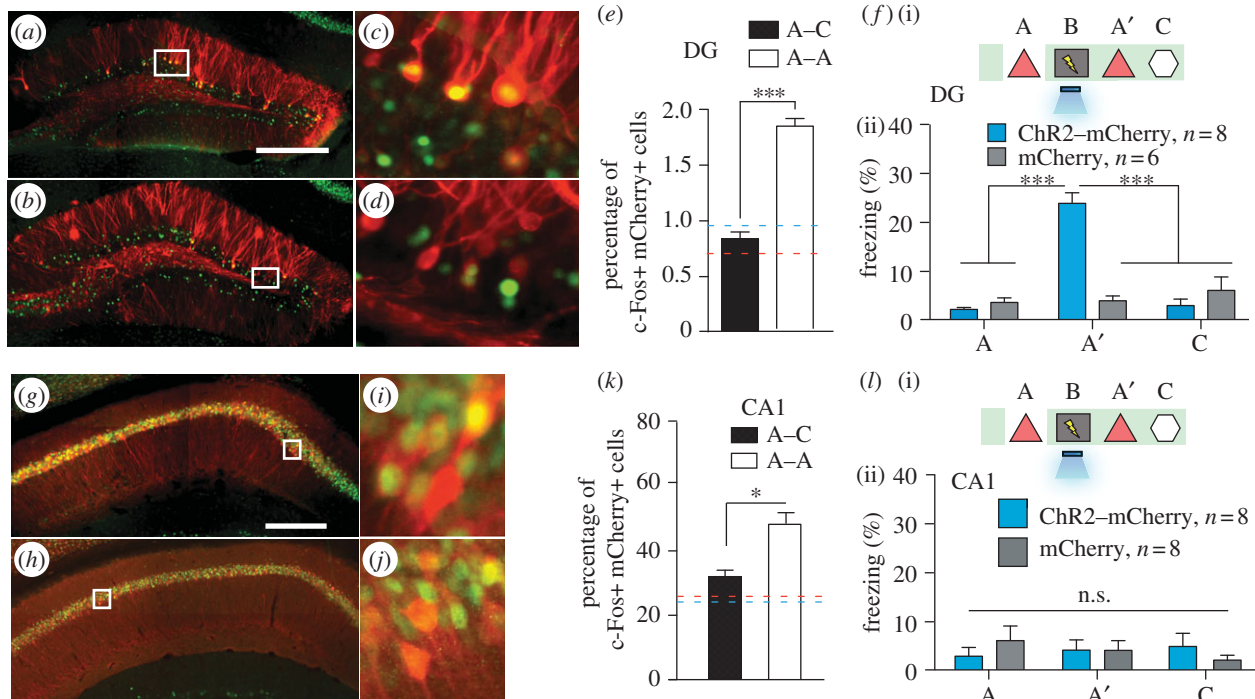 (a)
(c)
(b)
(d)
(e)
DG
A–C
A–A
percentage of
c-Fos+ mCherry+ cells
2.0
1.5
1.0
0.5
0
***
(f) (i)
A B A′ C
DG
(ii)
ChR2–mCherry, n = 8
mCherry, n = 6
freezing (%)
40
30
20
10
0
*** ***
A A′ C
(g)
(i)
(h)
(j)
(k)
CA1
A–C
A–A
percentage of
c-Fos+ mCherry+ cells
80
60
40
20
0
*
(l) (i)
A B A′ C
(ii)
CA1
ChR2–mCherry, n = 8
mCherry, n = 8
freezing (%)
40
30
20
10
0
n.s.
A A′ C